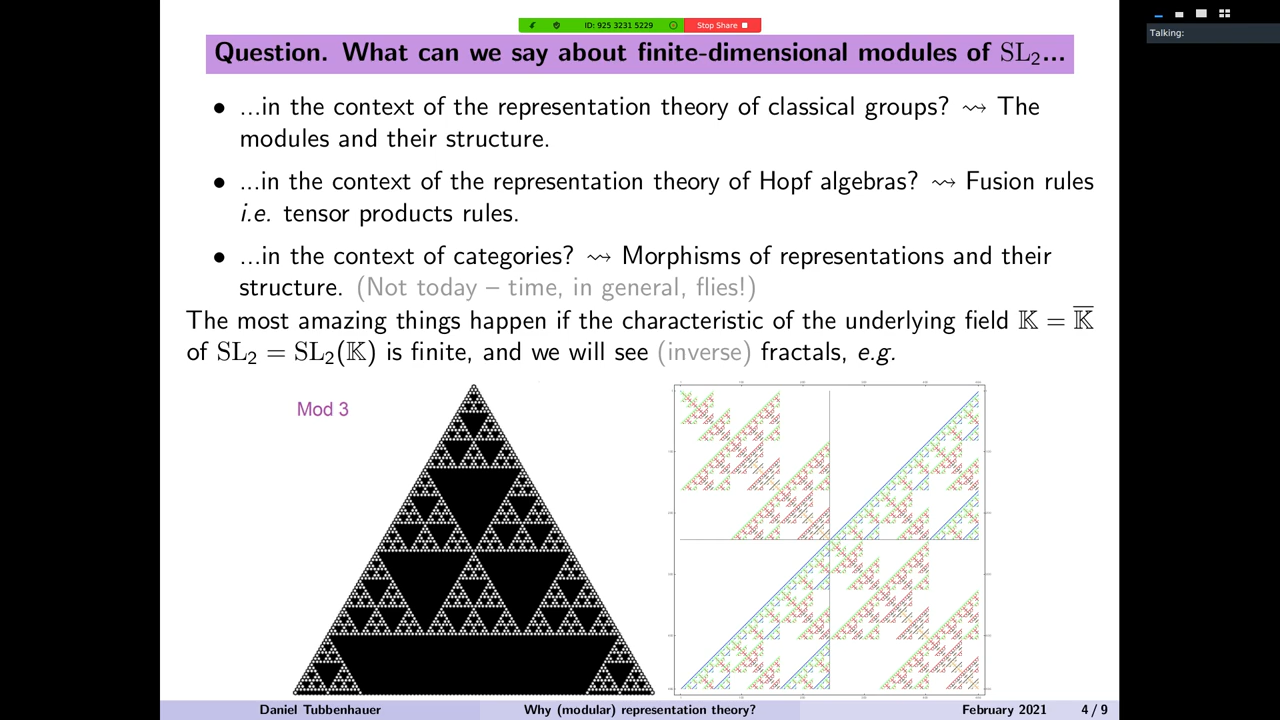 ID: 925 3231 5229
Stop Share
Talking:
Question. What can we say about finite-dimensional modules of SL₂...
• ...in the context of the representation theory of classical groups? ⇝ The
modules and their structure.
• ...in the context of the representation theory of Hopf algebras? ⇝ Fusion rules
i.e. tensor products rules.
• ...in the context of categories? ⇝ Morphisms of representations and their
structure. (Not today – time, in general, flies!)
The most amazing things happen if the characteristic of the underlying field 𝕂 = 𝕂̅
of SL₂ = SL₂(𝕂) is finite, and we will see (inverse) fractals, e.g.
Mod 3
Daniel Tubbenhauer
Why (modular) representation theory?
February 2021
4 / 9